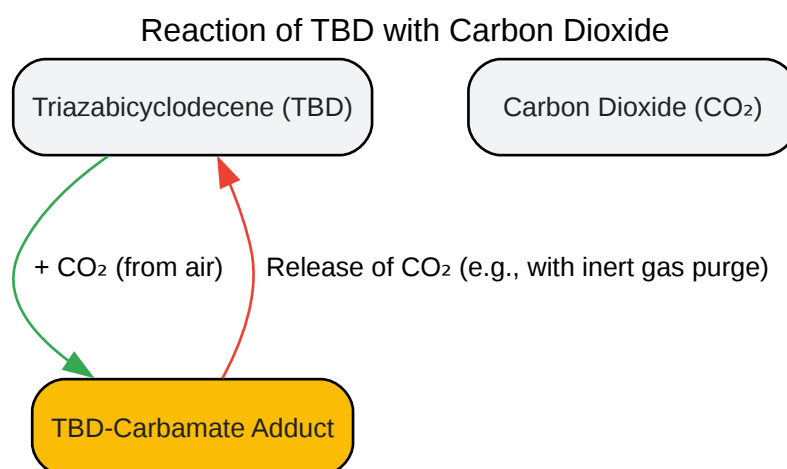 Reaction of TBD with Carbon Dioxide
Triazabicyclodecene (TBD)
Carbon Dioxide (CO₂)
+ CO₂ (from air)
Release of CO₂ (e.g., with inert gas purge)
TBD-Carbamate Adduct